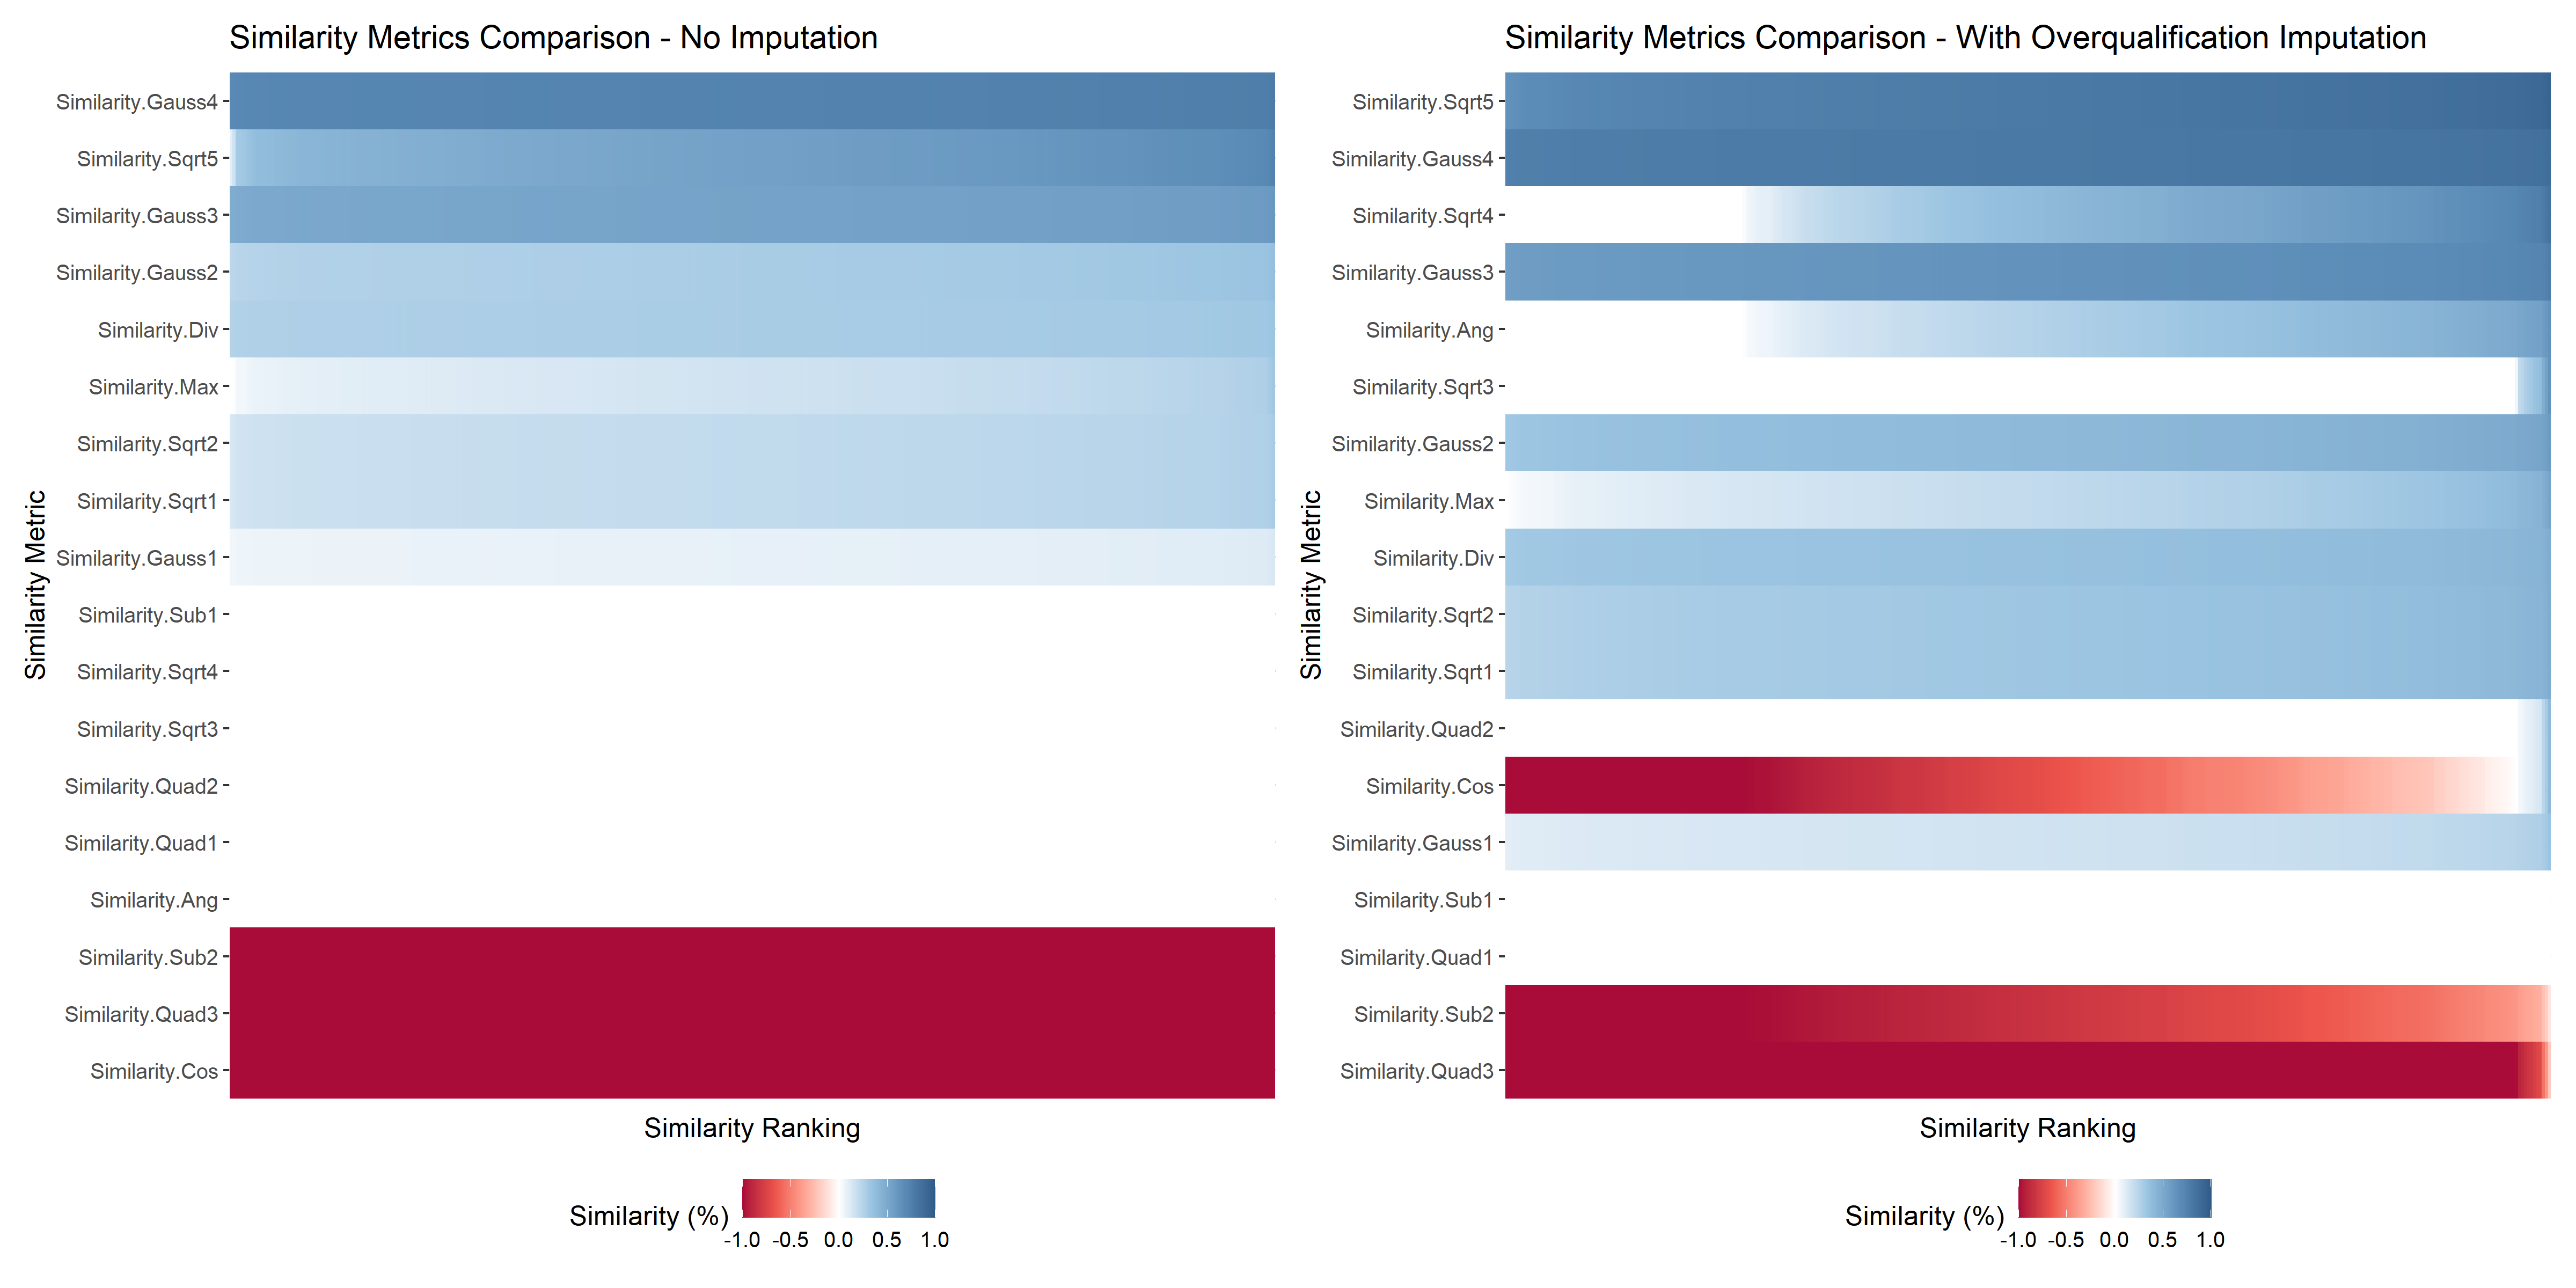 Similarity Metrics Comparison - No Imputation
Similarity Metric
Similarity.Gauss4
Similarity.Sqrt5
Similarity.Gauss3
Similarity.Gauss2
Similarity.Div
Similarity.Max
Similarity.Sqrt2
Similarity.Sqrt1
Similarity.Gauss1
Similarity.Sub1
Similarity.Sqrt4
Similarity.Sqrt3
Similarity.Quad2
Similarity.Quad1
Similarity.Ang
Similarity.Sub2
Similarity.Quad3
Similarity.Cos
Similarity Ranking
Similarity (%)
-1.0 -0.5 0.0 0.5 1.0
Similarity Metrics Comparison - With Overqualification Imputation
Similarity Metric
Similarity.Sqrt5
Similarity.Gauss4
Similarity.Sqrt4
Similarity.Gauss3
Similarity.Ang
Similarity.Sqrt3
Similarity.Gauss2
Similarity.Max
Similarity.Div
Similarity.Sqrt2
Similarity.Sqrt1
Similarity.Quad2
Similarity.Cos
Similarity.Gauss1
Similarity.Sub1
Similarity.Quad1
Similarity.Sub2
Similarity.Quad3
Similarity Ranking
Similarity (%)
-1.0 -0.5 0.0 0.5 1.0